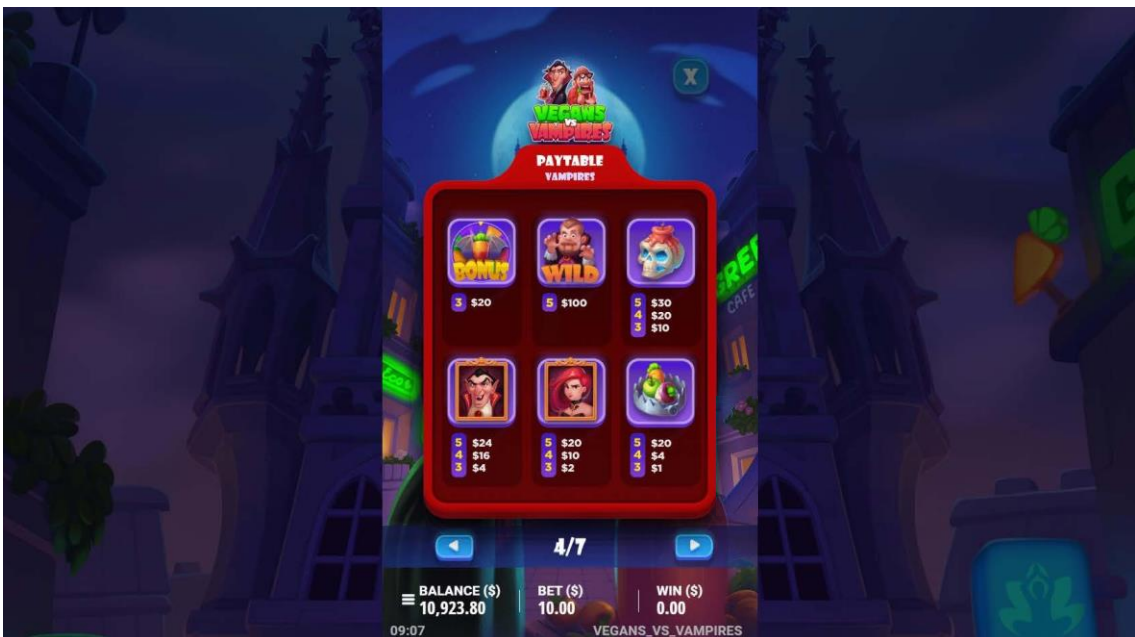 X
VEGANS
VS
VAMPIRES
PAYTABLE
VAMPIRES
BONUS
WILD
3 $20
5 $100
5 $30
4 $20
3 $10
5 $24
4 $16
3 $4
5 $20
4 $10
3 $2
5 $20
4 $4
3 $1
CAFE
4/7
BALANCE ($)
10,923.80
BET ($)
10.00
WIN ($)
0.00
09:07
VEGANS_VS_VAMPIRES